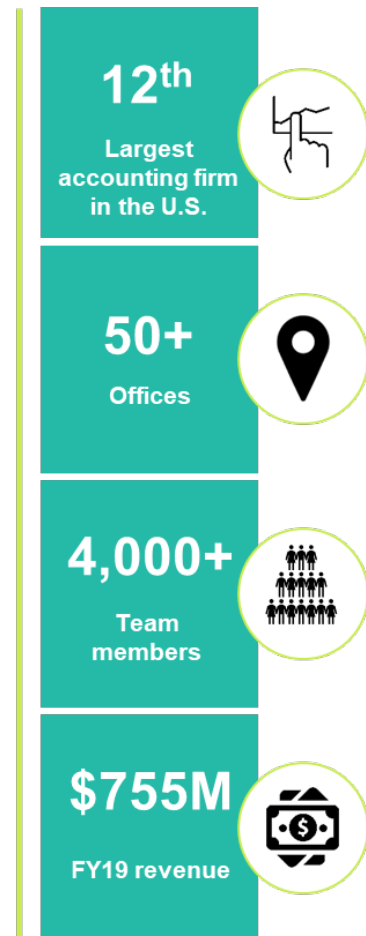 12th
Largest
accounting firm
in the U.S.
50+
Offices
4,000+
Team
members
$755M
FY19 revenue